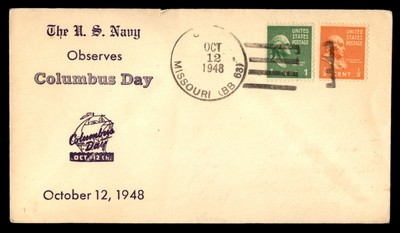 The U. S. Navy
Observes
Columbus Day
Columbus
Day
OCT. 12 th.
October 12, 1948
OCT
12
1948
MISSOURI (BB 63)
UNITED
STATES
POSTAGE
1
UNITED
STATES
POSTAGE
CENT